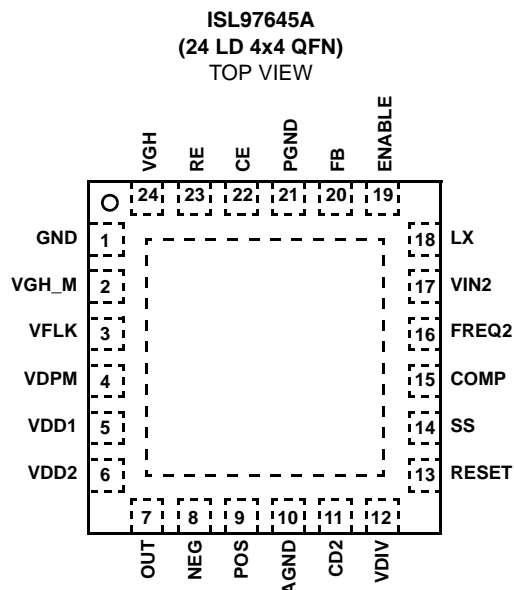 ISL97645A
(24 LD 4x4 QFN)
TOP VIEW
VGH
RE
CE
PGND
FB
ENABLE
24 23 22 21 20 19
GND 1
18 LX
VGH_M 2
17 VIN2
VFLK 3
16 FREQ2
VDPM 4
15 COMP
VDD1 5
14 SS
VDD2 6
13 RESET
7 8 9 10 11 12
OUT
NEG
POS
AGND
CD2
VDIV